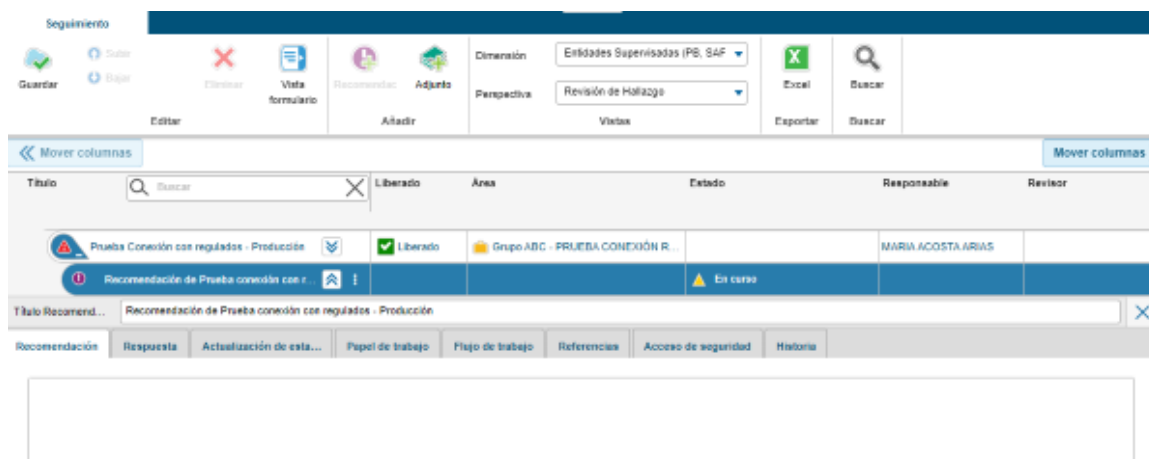 Seguimiento
Guardar
Subir
Bajar
Eliminar
Vista formulario
Editar
Recomendac
Adjunto
Añadir
Dimensión
Entidades Supervisadas (PB, SAF
Perspectiva
Revisión de Hallazgo
Vistas
Excel
Exportar
Buscar
Buscar
Mover columnas
Mover columnas
Título
Buscar
Liberado
Área
Estado
Responsable
Revisor
Prueba Conexión con regulados - Producción
Liberado
Grupo ABC - PRUEBA CONEXIÓN R...
MARIA ACOSTA ARIAS
Recomendación de Prueba conexión con r...
En curso
Título Recomend...
Recomendación de Prueba conexión con regulados - Producción
Recomendación
Respuesta
Actualización de esta...
Papel de trabajo
Flujo de trabajo
Referencias
Acceso de seguridad
Historia